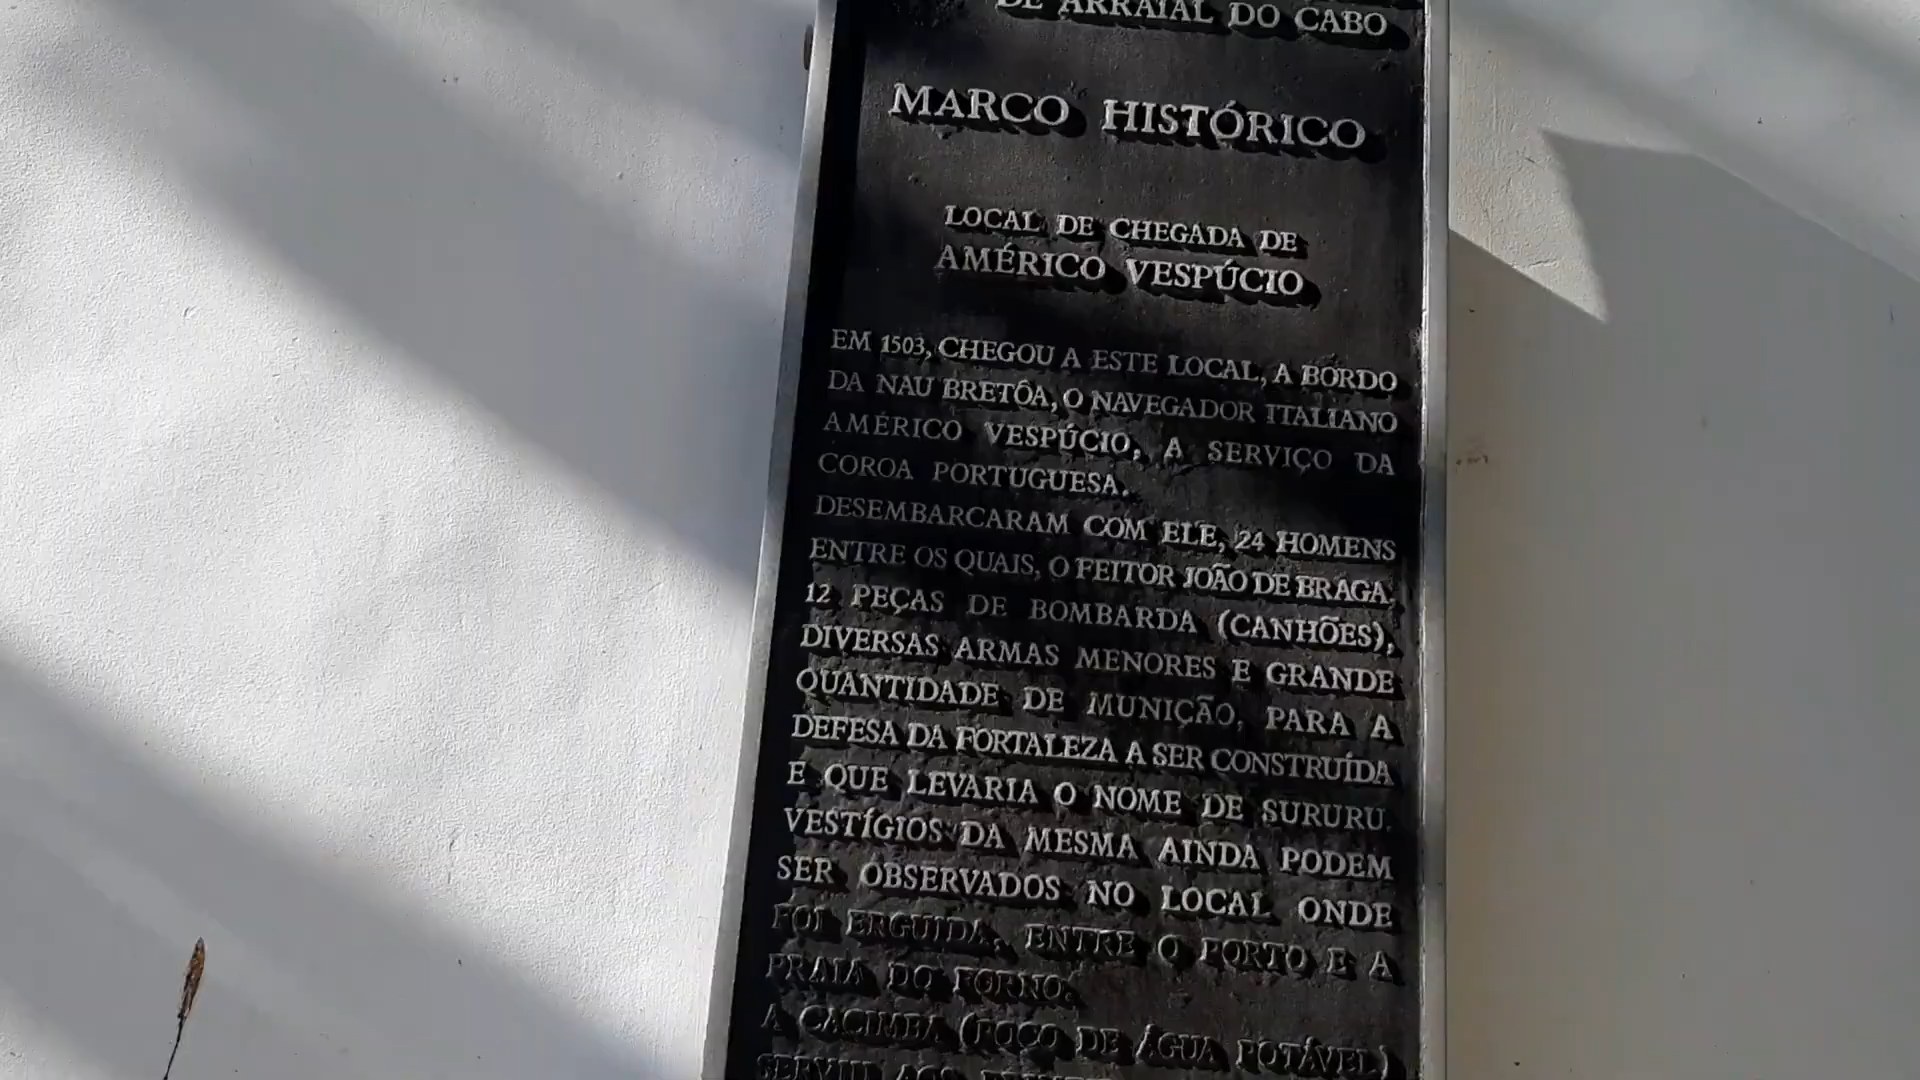 DE ARRAIAL DO CABO
MARCO HISTÓRICO
LOCAL DE CHEGADA DE
AMÉRICO VESPÚCIO
EM 1503, CHEGOU A ESTE LOCAL, A BORDO
DA NAU BRETÔA, O NAVEGADOR ITALIANO
AMÉRICO VESPÚCIO, A SERVIÇO DA
COROA PORTUGUESA.
DESEMBARCARAM COM ELE, 24 HOMENS
ENTRE OS QUAIS, O FEITOR JOÃO DE BRAGA,
12 PEÇAS DE BOMBARDA (CANHÕES),
DIVERSAS ARMAS MENORES E GRANDE
QUANTIDADE DE MUNIÇÃO, PARA A
DEFESA DA FORTALEZA A SER CONSTRUÍDA
E QUE LEVARIA O NOME DE SURURU.
VESTÍGIOS DA MESMA AINDA PODEM
SER OBSERVADOS NO LOCAL ONDE
FOI ERGUIDA, ENTRE O PORTO E A
PRAIA DO FORNO.
A CACIMBA (POÇO DE ÁGUA POTÁVEL)
SERVIU AOS